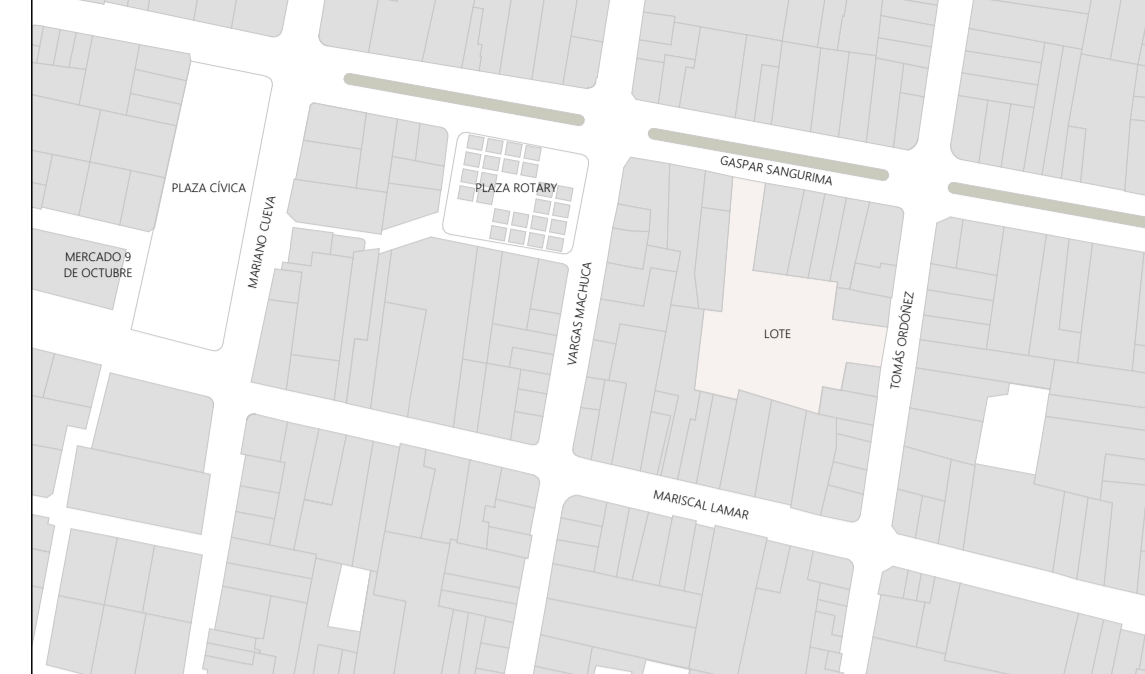 GASPAR SANGURIMA
PLAZA CÍVICA
PLAZA ROTARY
MARIANO CUEVA
MERCADO 9
DE OCTUBRE
VARGAS MACHUCA
LOTE
TOMÁS ORDÓÑEZ
MARISCAL LAMAR